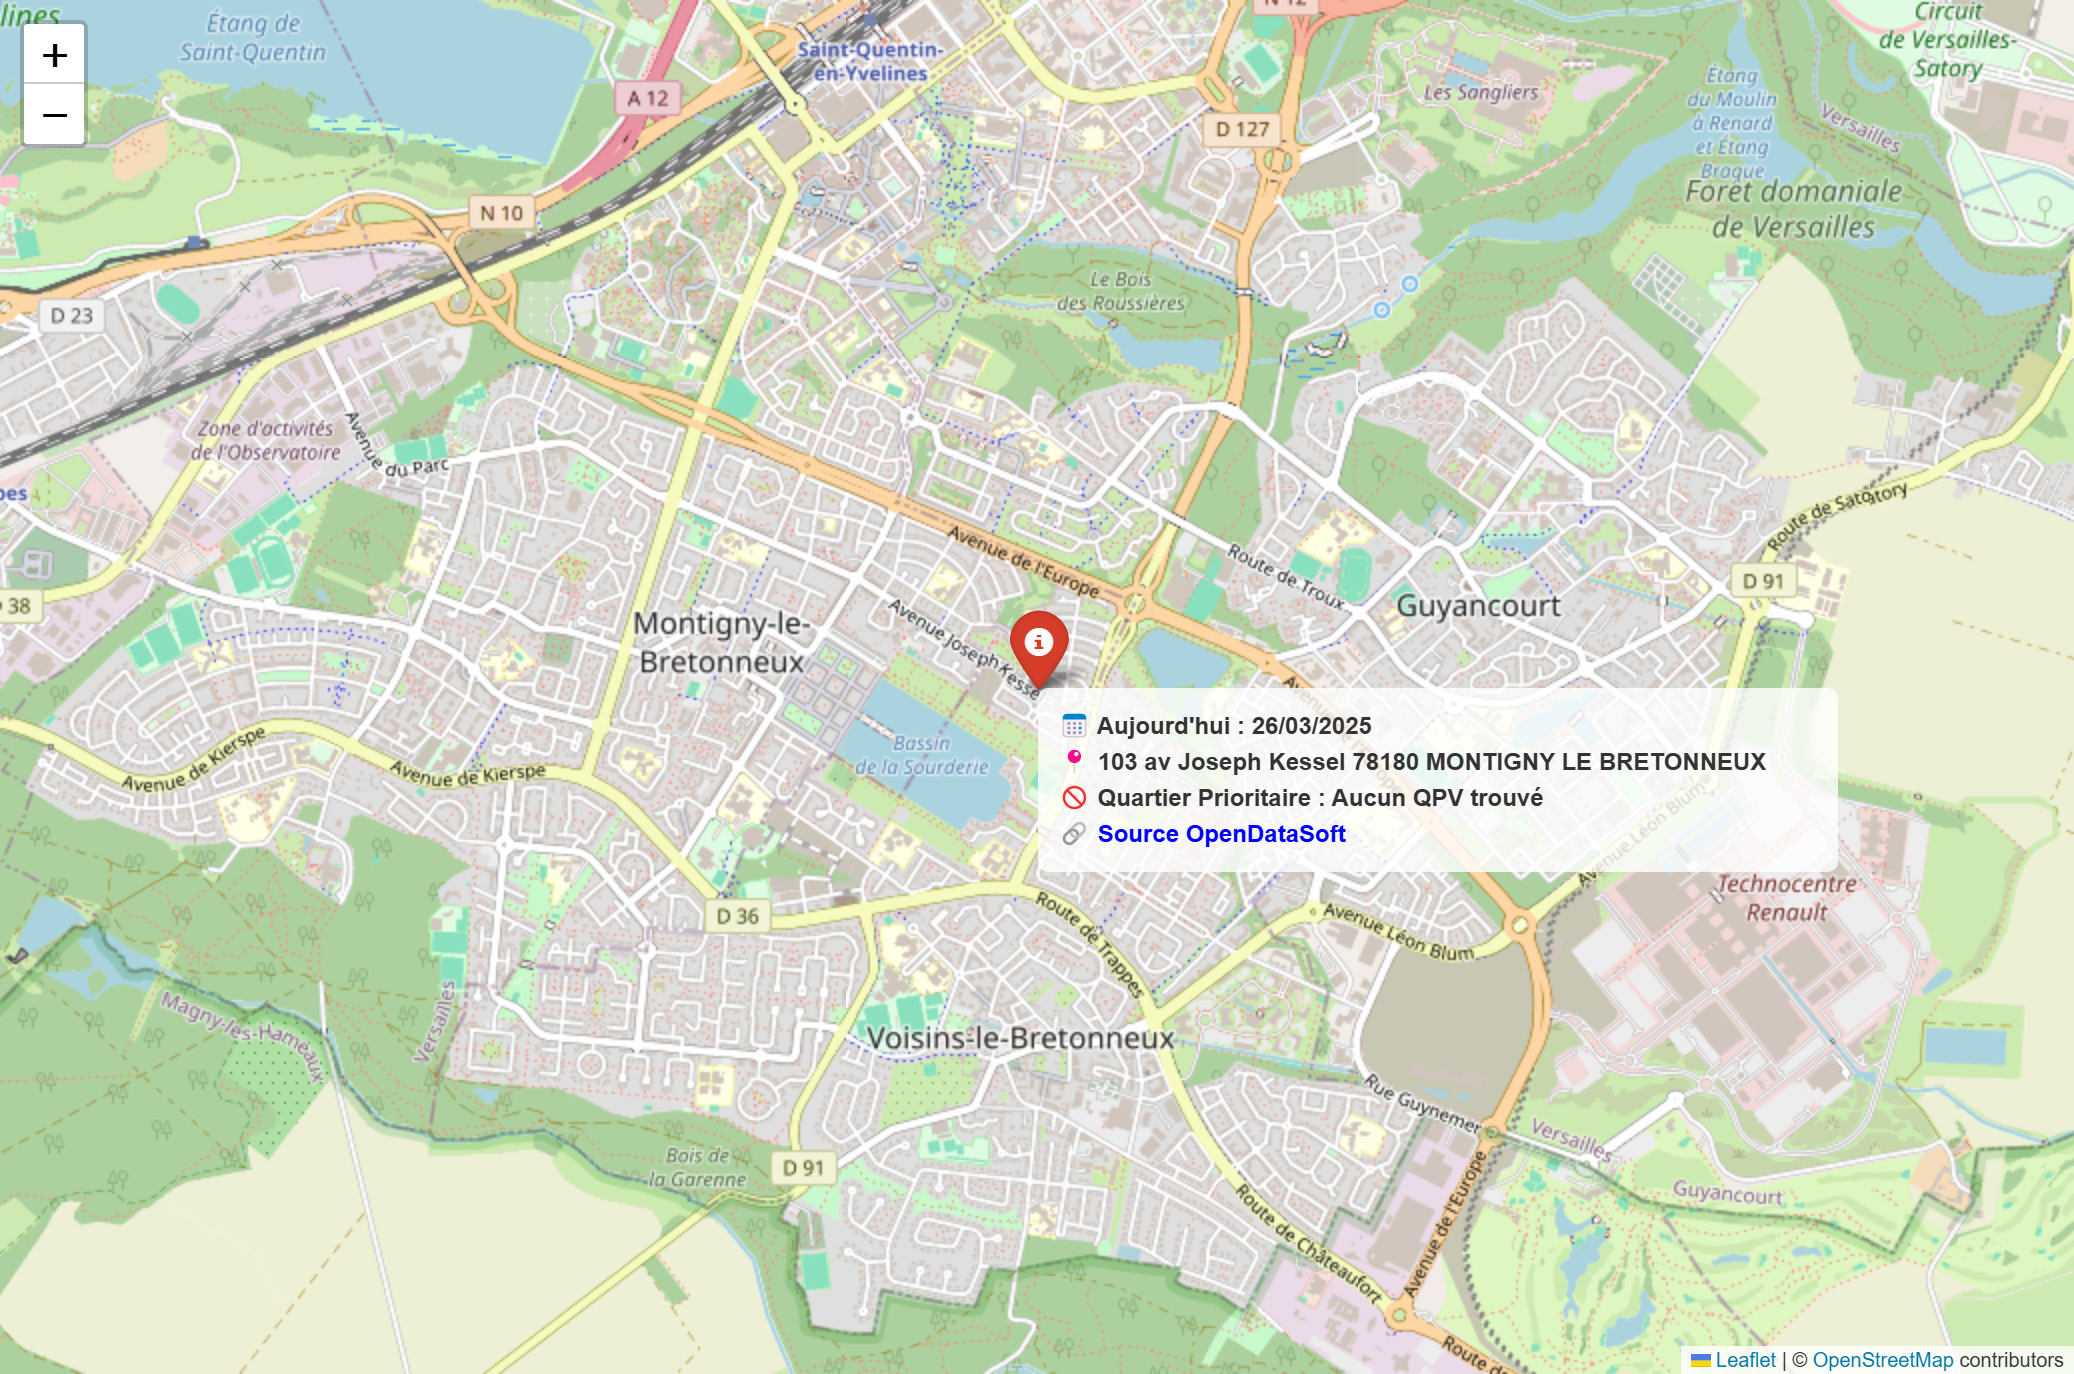 lines
+
−
Étang de
Saint-Quentin
Saint-Quentin-
en-Yvelines
A 12
N 12
D 127
Les Sangliers
Étang
du Moulin
à Renard
et Étang
Braque
Versailles
Circuit
de Versailles-
Satory
Forêt domaniale
de Versailles
N 10
D 23
Le Bois
des Roussières
Zone d'activités
de l'Observatoire
Avenue du Parc
Avenue de l'Europe
Route de Troux
Route de Satory
D 91
Guyancourt
38
Montigny-le-
Bretonneux
Avenue Joseph Kessel
Bassin
de la Sourderie
Avenue de Kierspe
Avenue de Kierspe
Aujourd'hui : 26/03/2025
103 av Joseph Kessel 78180 MONTIGNY LE BRETONNEUX
Quartier Prioritaire : Aucun QPV trouvé
Source OpenDataSoft
Avenue Léon Blum
Technocentre
Renault
D 36
Route de Trappes
Avenue Léon Blum
Magny-les-Hameaux
Versailles
Voisins-le-Bretonneux
Rue Guynemer
Versailles
Guyancourt
Bois de
la Garenne
D 91
Route de Châteaufort
Avenue de l'Europe
Route de
Leaflet | © OpenStreetMap contributors